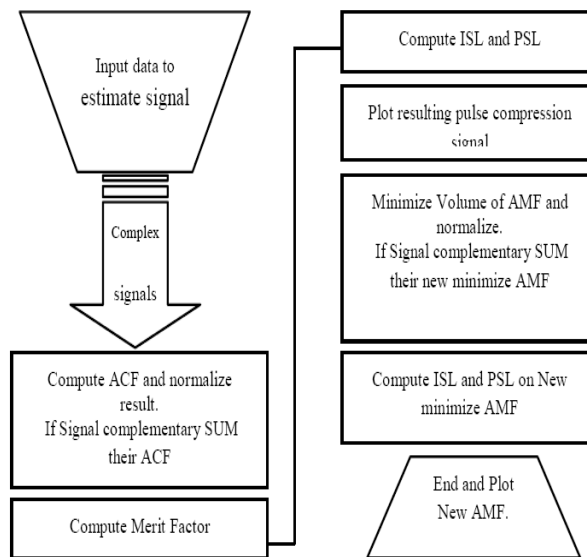 Input data to
estimate signal
Complex
signals
Compute ACF and normalize
result.
If Signal complementary SUM
their ACF
Compute Merit Factor
Compute ISL and PSL
Plot resulting pulse compression
signal
Minimize Volume of AMF and
normalize.
If Signal complementary SUM
their new minimize AMF
Compute ISL and PSL on New
minimize AMF
End and Plot
New AMF.